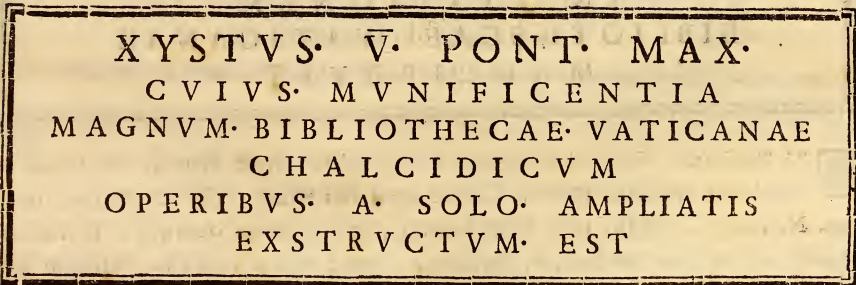 XYSTVS· V̅· PONT· MAX·
CVIVS· MVNIFICENTIA
MAGNVM· BIBLIOTHECAE· VATICANAE
CHALCIDICVM
OPERIBVS· A· SOLO· AMPLIATIS
EXSTRVCTVM· EST